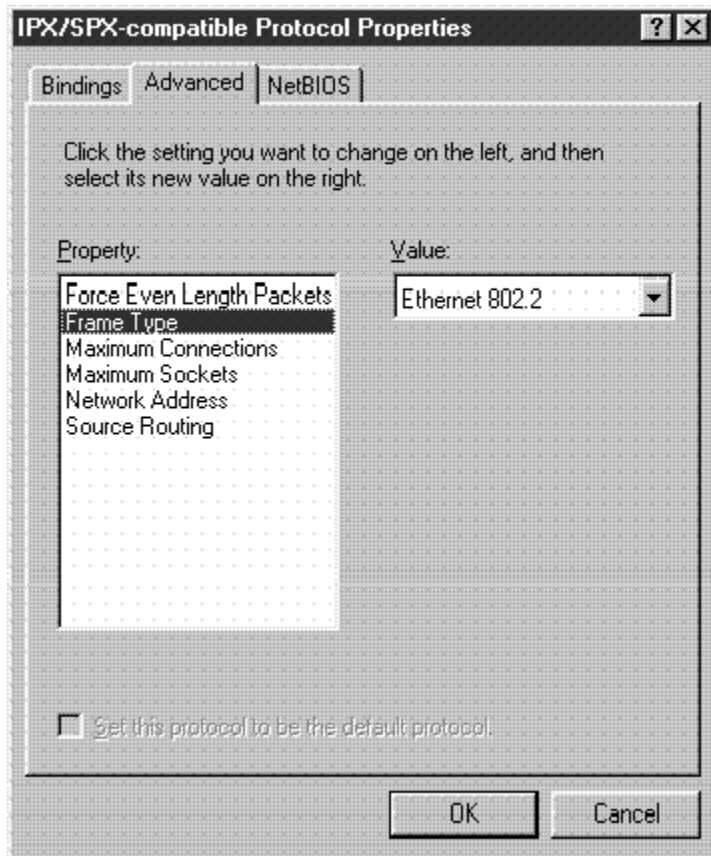 IPX/SPX-compatible Protocol Properties
Bindings Advanced NetBIOS
Click the setting you want to change on the left, and then
select its new value on the right.
Property: Value:
Force Even Length Packets Ethernet 802.2
Frame Type
Maximum Connections
Maximum Sockets
Network Address
Source Routing
Set this protocol to be the default protocol.
OK Cancel